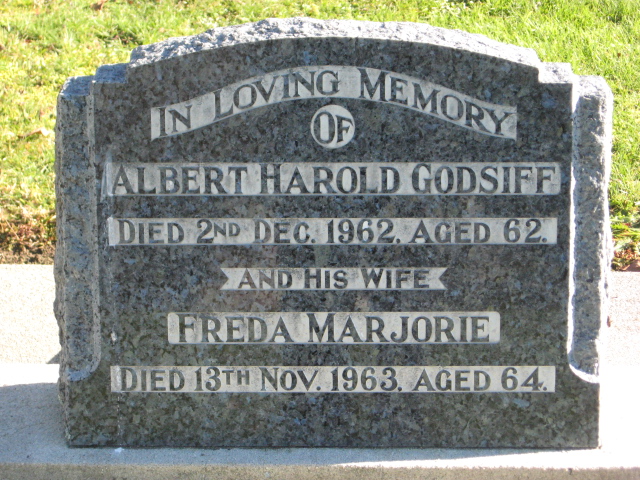 IN LOVING MEMORY
OF
ALBERT HAROLD GODSIFF
DIED 2ND DEC. 1962. AGED 62.
AND HIS WIFE
FREDA MARJORIE
DIED 13TH NOV. 1963. AGED 64.